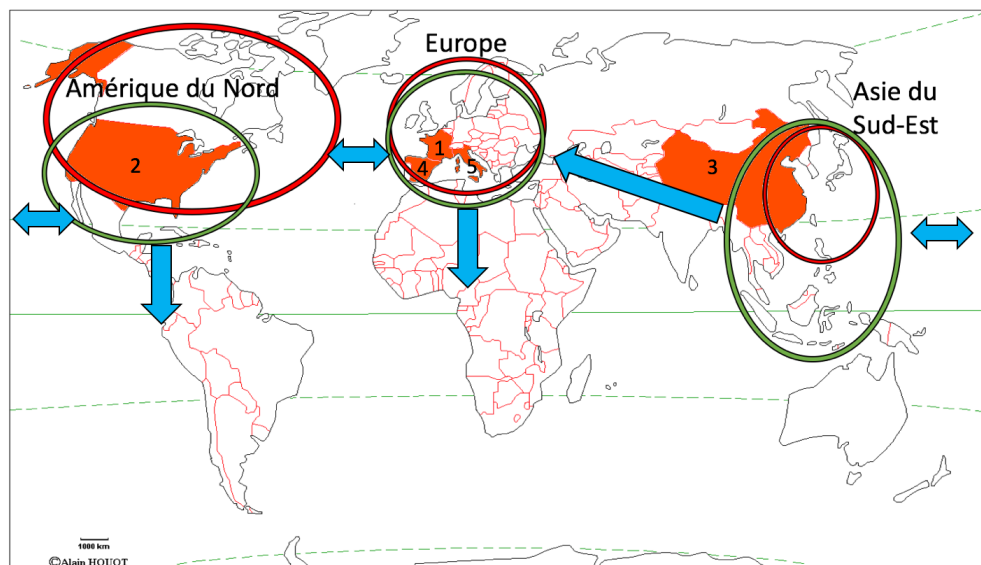 Europe
Amérique du Nord
Asie du
Sud-Est
1
2
3
4
5
1000 km
©Alain HOUOT